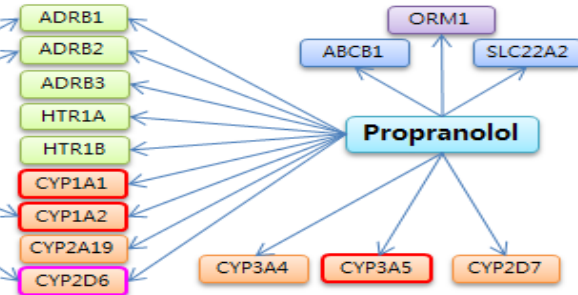 ADRB1
ADRB2
ADRB3
HTR1A
HTR1B
CYP1A1
CYP1A2
CYP2A19
CYP2D6
ORM1
ABCB1
SLC22A2
Propranolol
CYP3A4
CYP3A5
CYP2D7